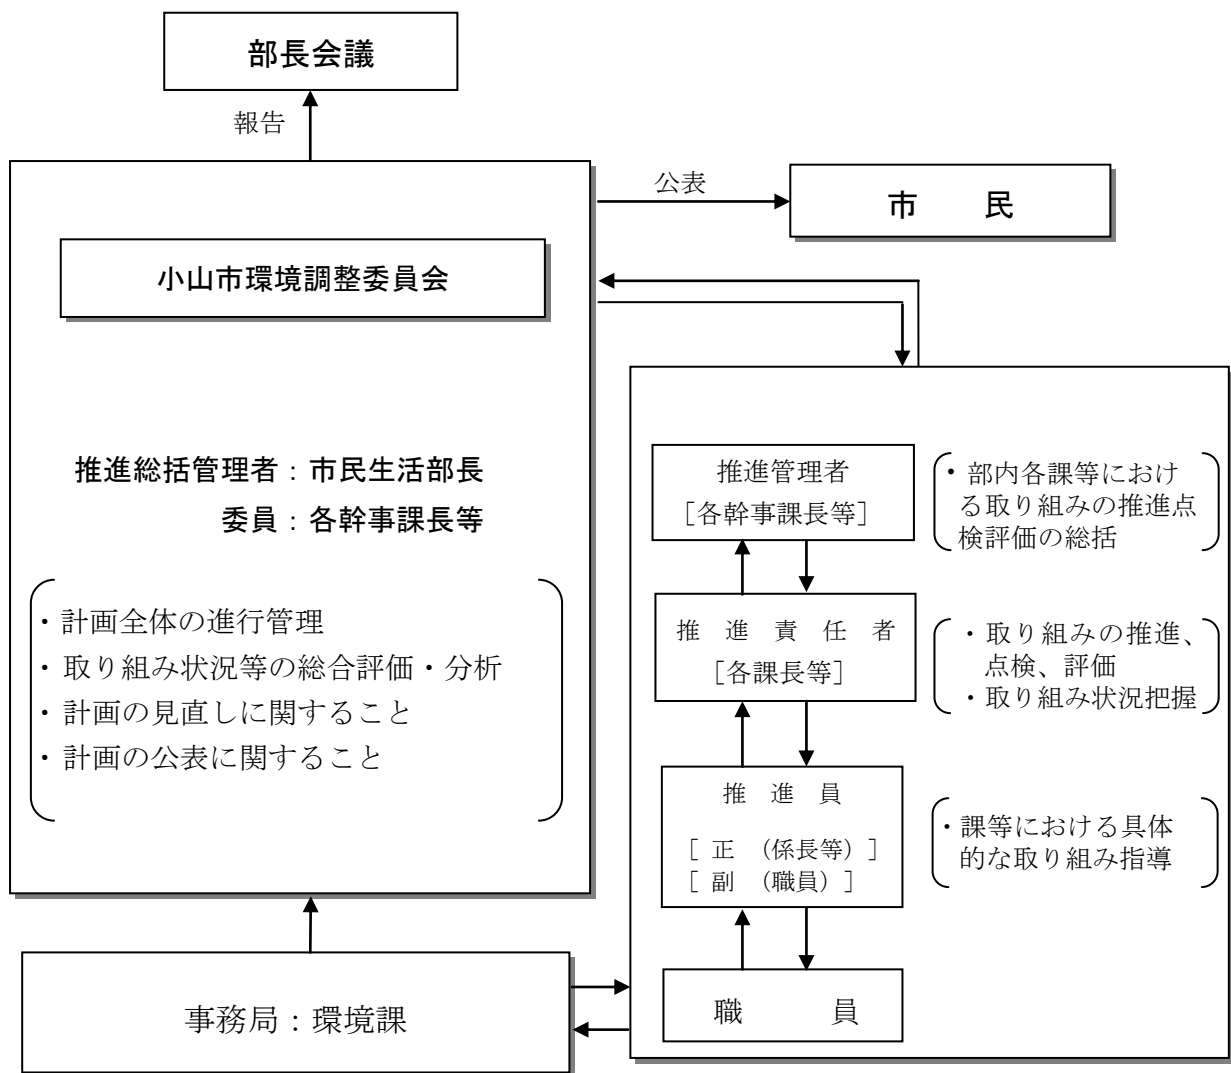 部長会議
報告
公表
市　　民
小山市環境調整委員会
推進総括管理者：市民生活部長
委員：各幹事課長等
・計画全体の進行管理
・取り組み状況等の総合評価・分析
・計画の見直しに関すること
・計画の公表に関すること
推進管理者
［各幹事課長等］
・部内各課等におけ
る取り組みの推進点
検評価の総括
推　進　責　任　者
［各課長等］
・取り組みの推進、
点検、評価
・取り組み状況把握
推　進　員
［ 正　（係長等）］
［ 副　（職員）］
・課等における具体
的な取り組み指導
職　　　員
事務局：環境課